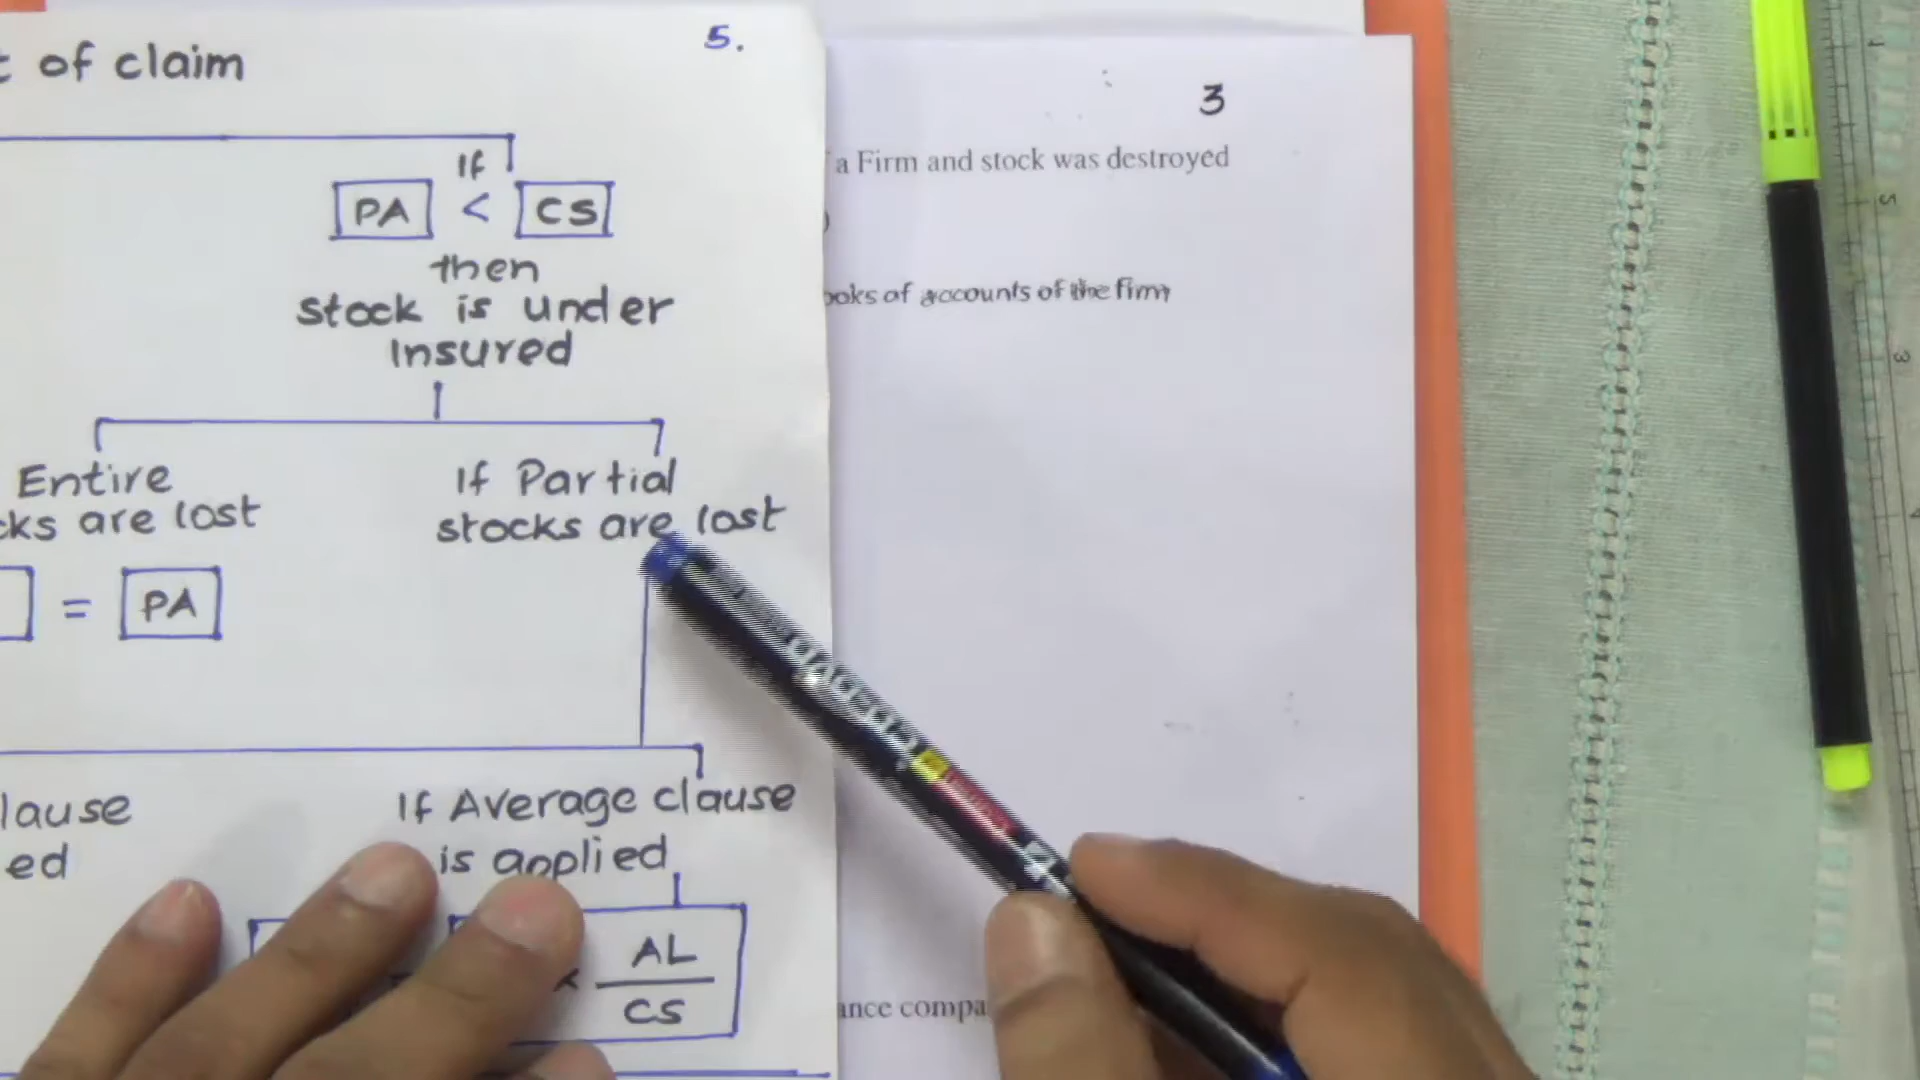 of claim
5.
If
PA < CS
then
stock is under
Insured
Entire
cks are lost
If Partial
stocks are lost
= PA
lause
ed
If Average clause
is applied
× AL
CS
3
a Firm and stock was destroyed
)
ooks of accounts of the firm
ance compa